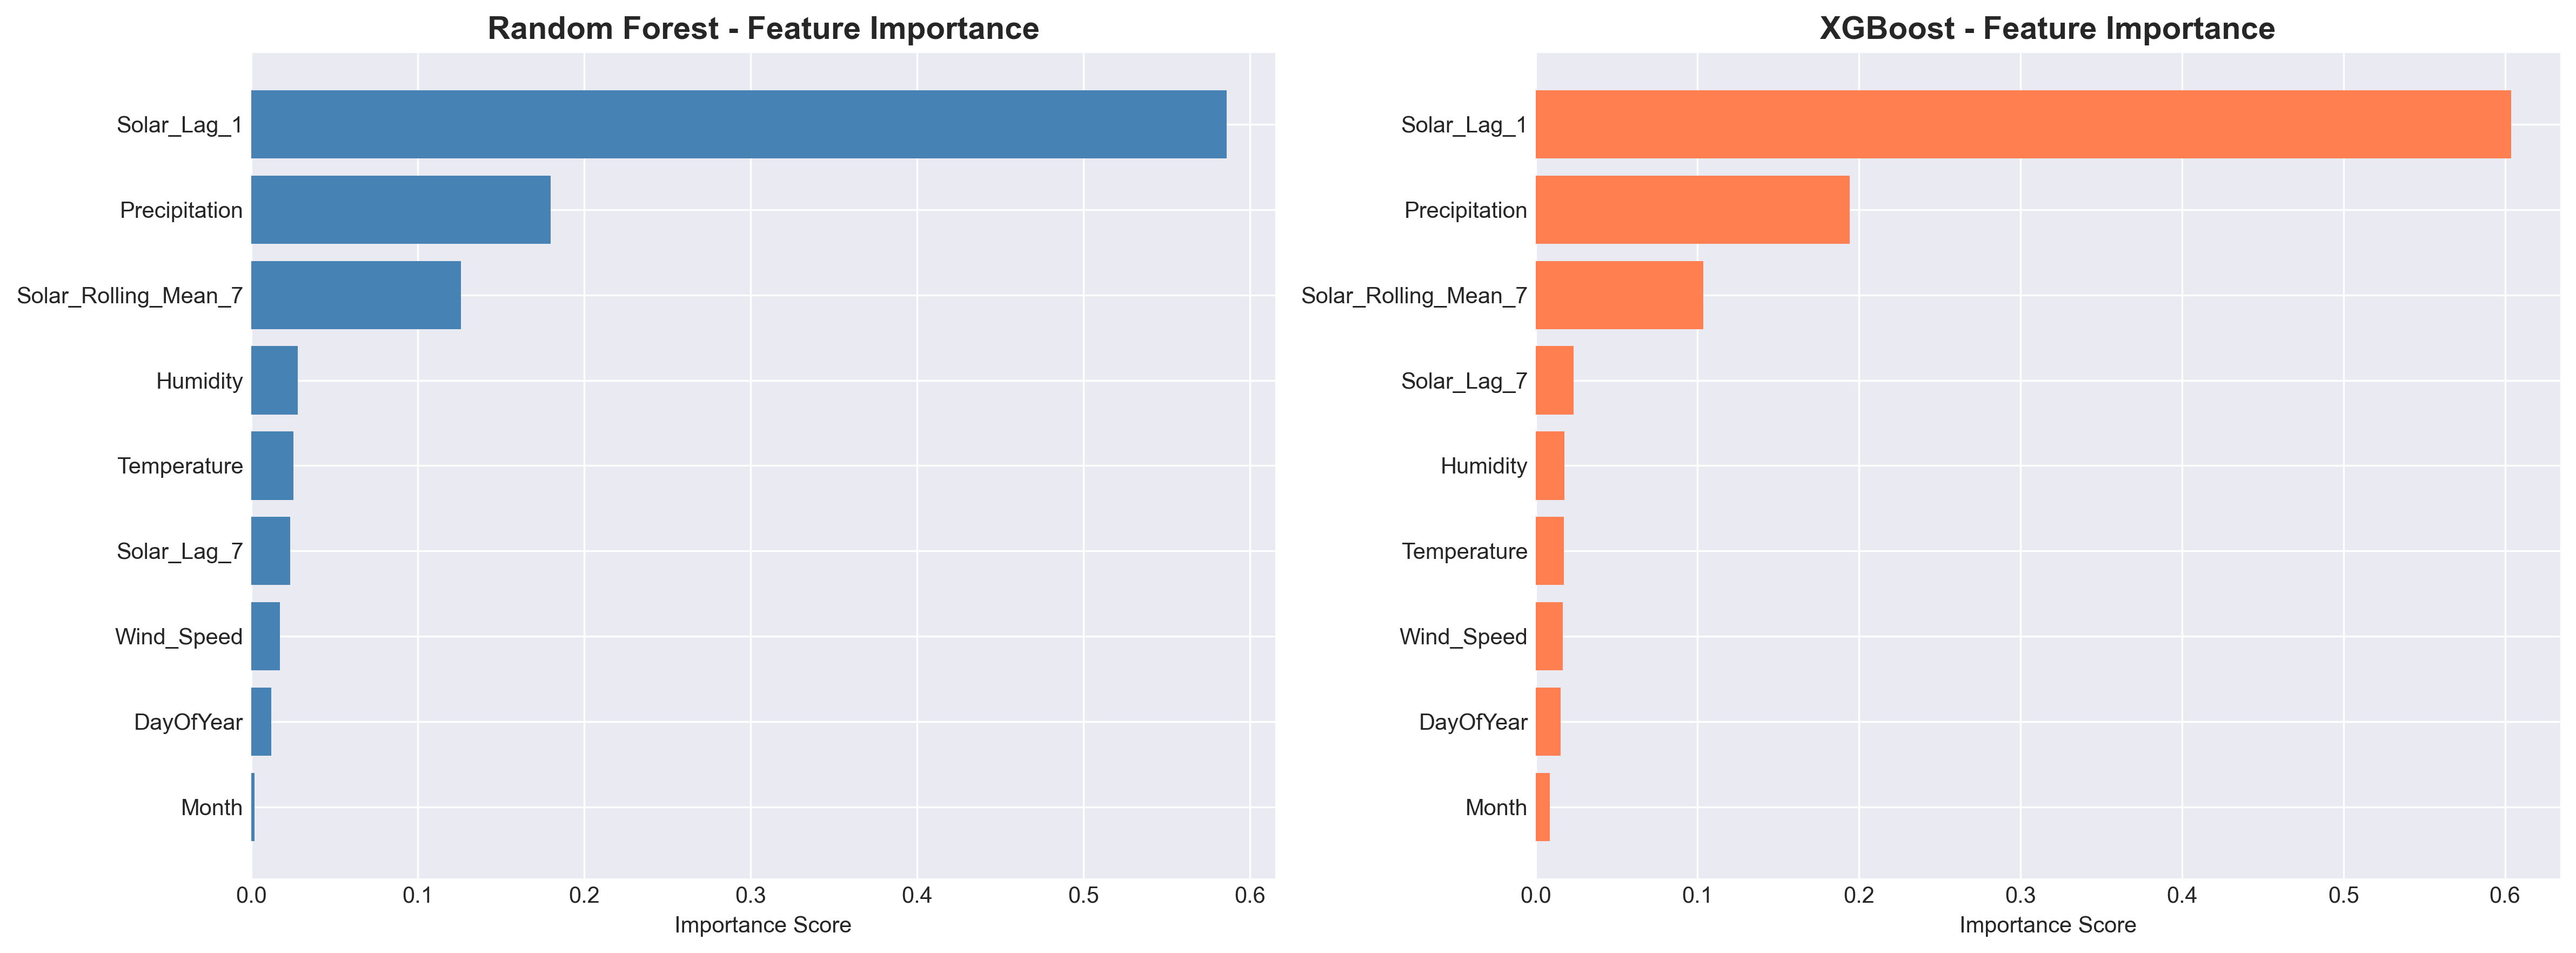 Random Forest - Feature Importance
Solar_Lag_1
Precipitation
Solar_Rolling_Mean_7
Humidity
Temperature
Solar_Lag_7
Wind_Speed
DayOfYear
Month
0.0 0.1 0.2 0.3 0.4 0.5 0.6
Importance Score
XGBoost - Feature Importance
Solar_Lag_1
Precipitation
Solar_Rolling_Mean_7
Solar_Lag_7
Humidity
Temperature
Wind_Speed
DayOfYear
Month
0.0 0.1 0.2 0.3 0.4 0.5 0.6
Importance Score